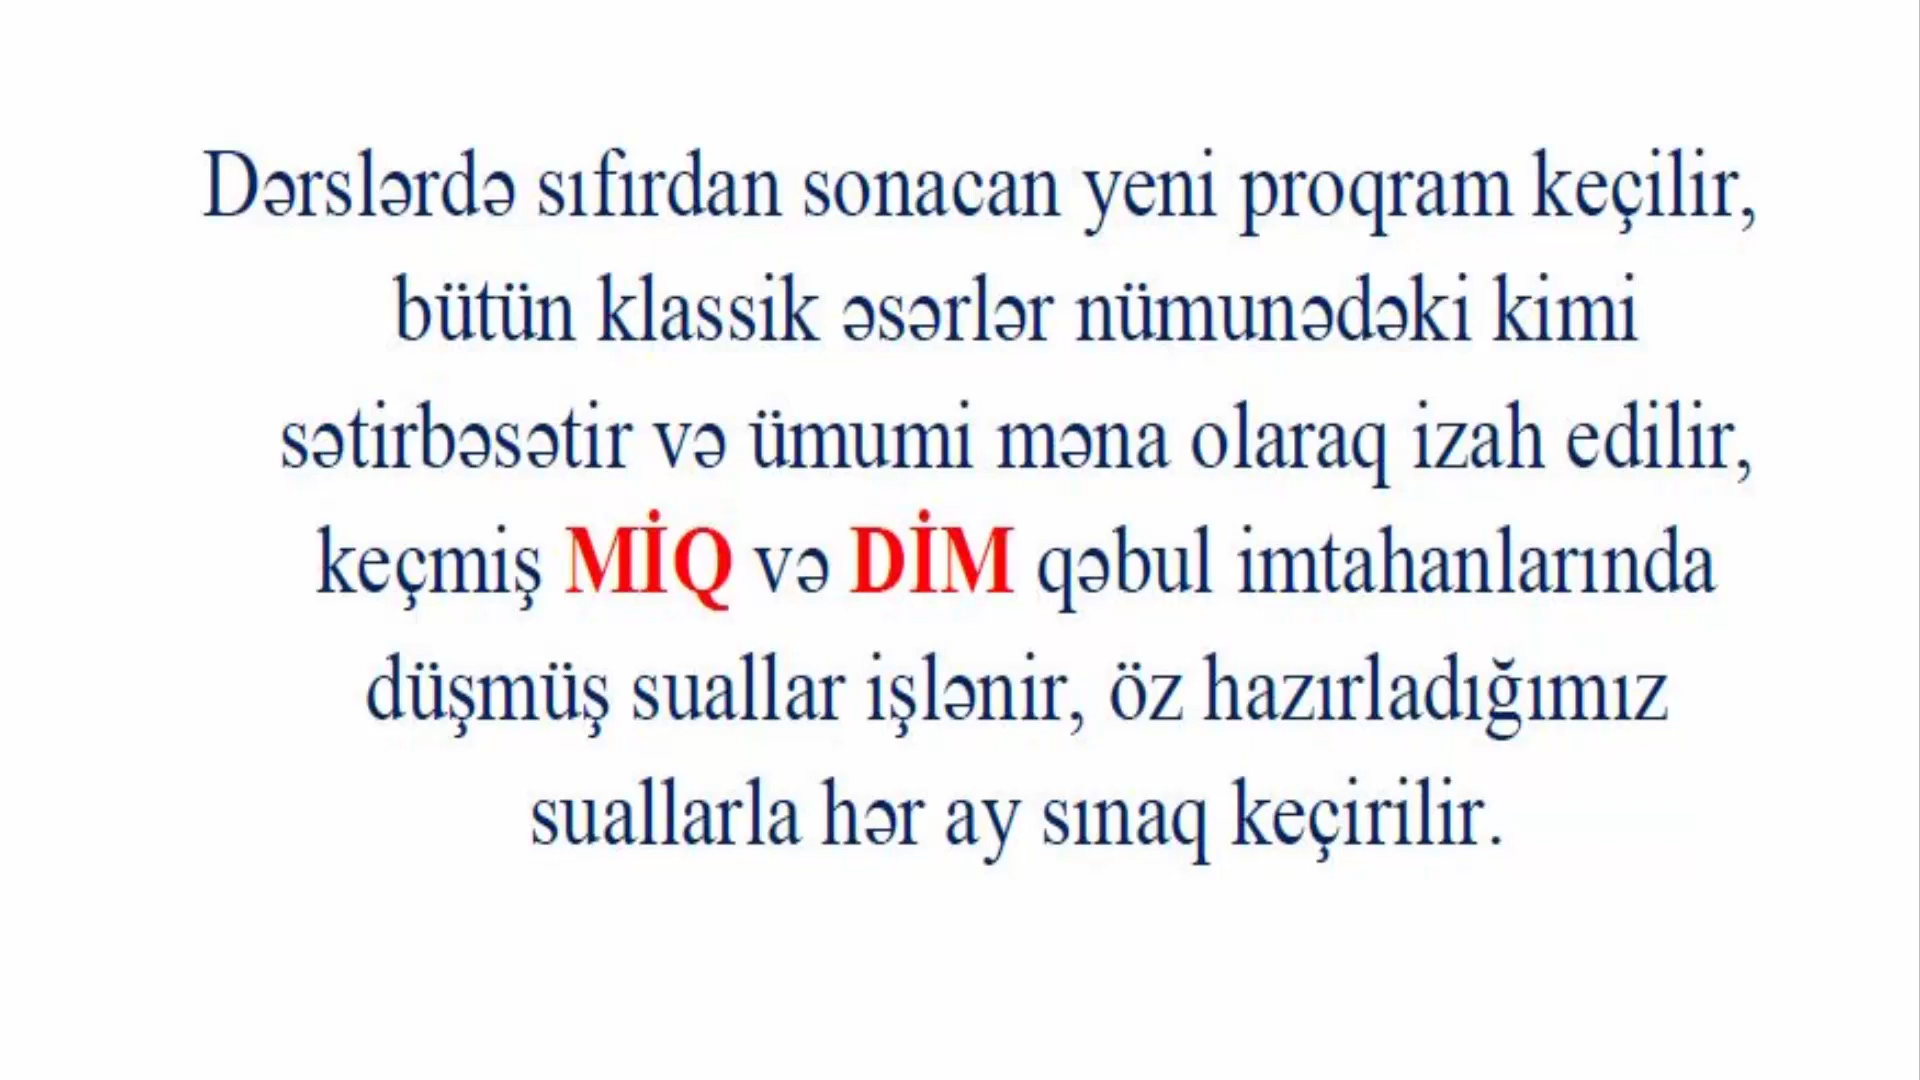 Dərslərdə sıfırdan sonacan yeni proqram keçilir,
bütün klassik əsərlər nümunədəki kimi
sətirbəsətir və ümumi məna olaraq izah edilir,
keçmiş MİQ və DİM qəbul imtahanlarında
düşmüş suallar işlənir, öz hazırladığımız
suallarla hər ay sınaq keçirilir.